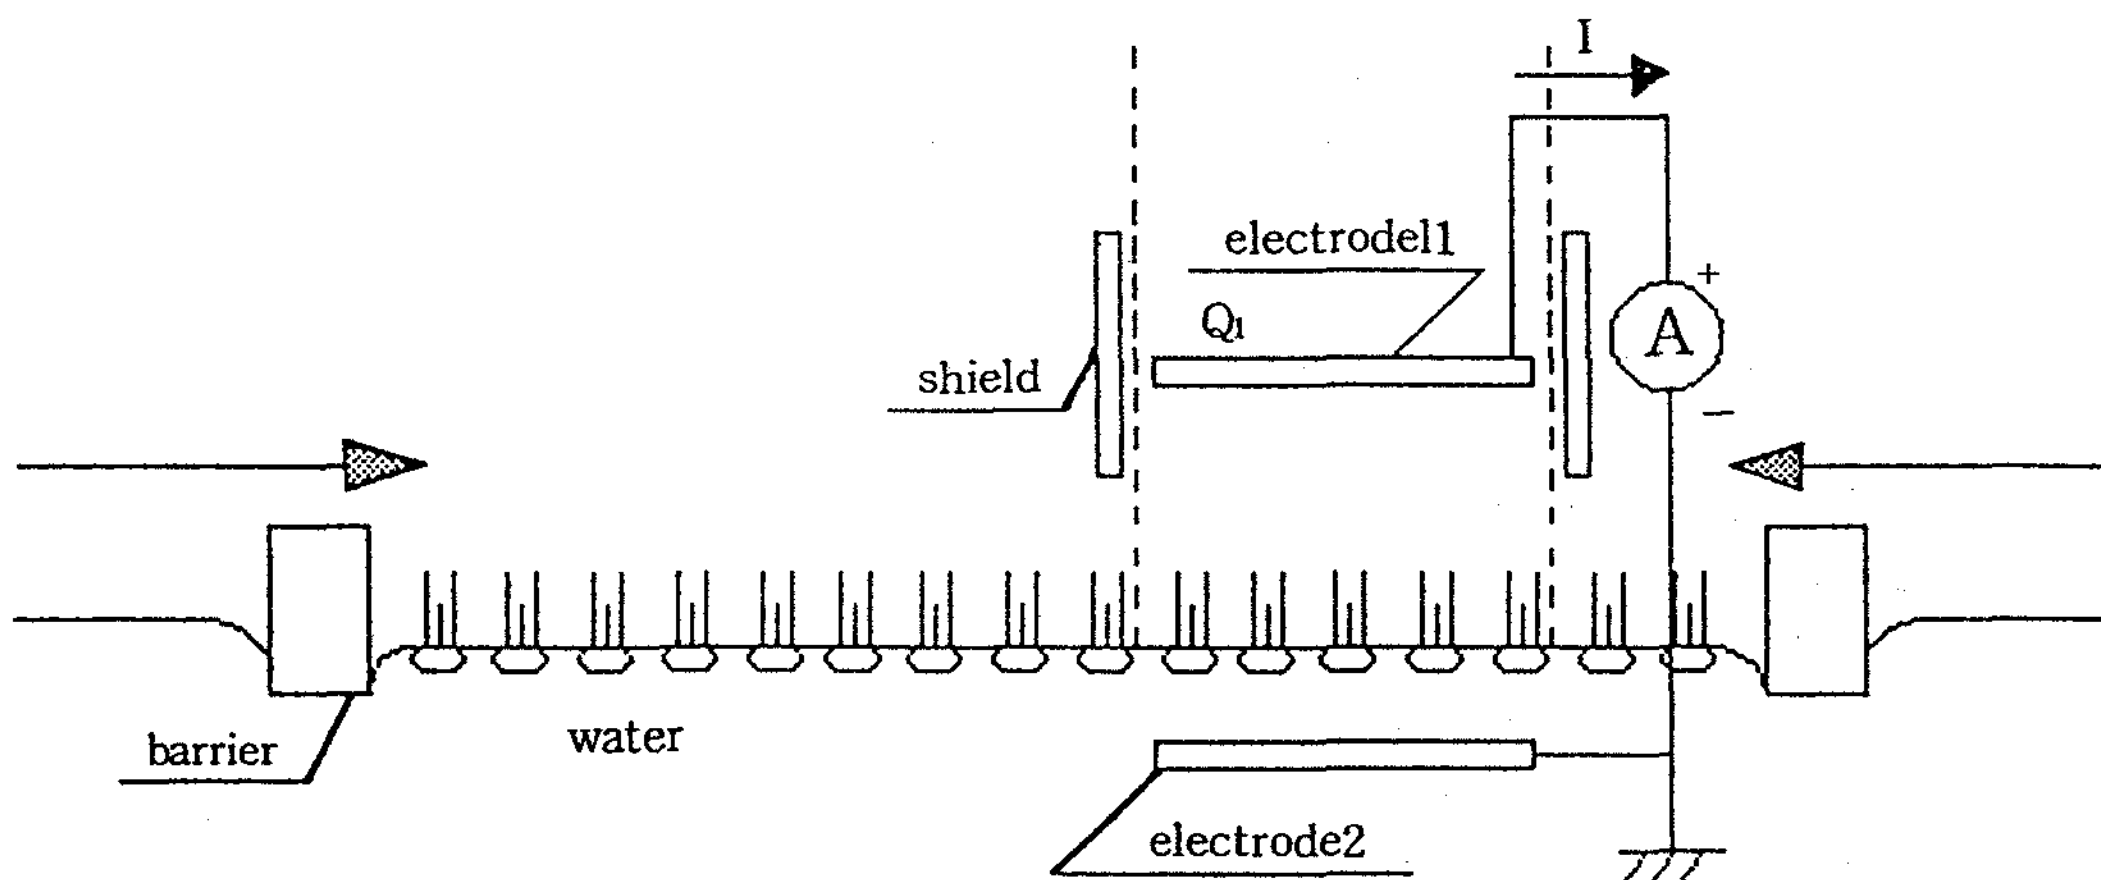 I
electrodel1
+
Q1
A
shield
−
barrier
water
electrode2